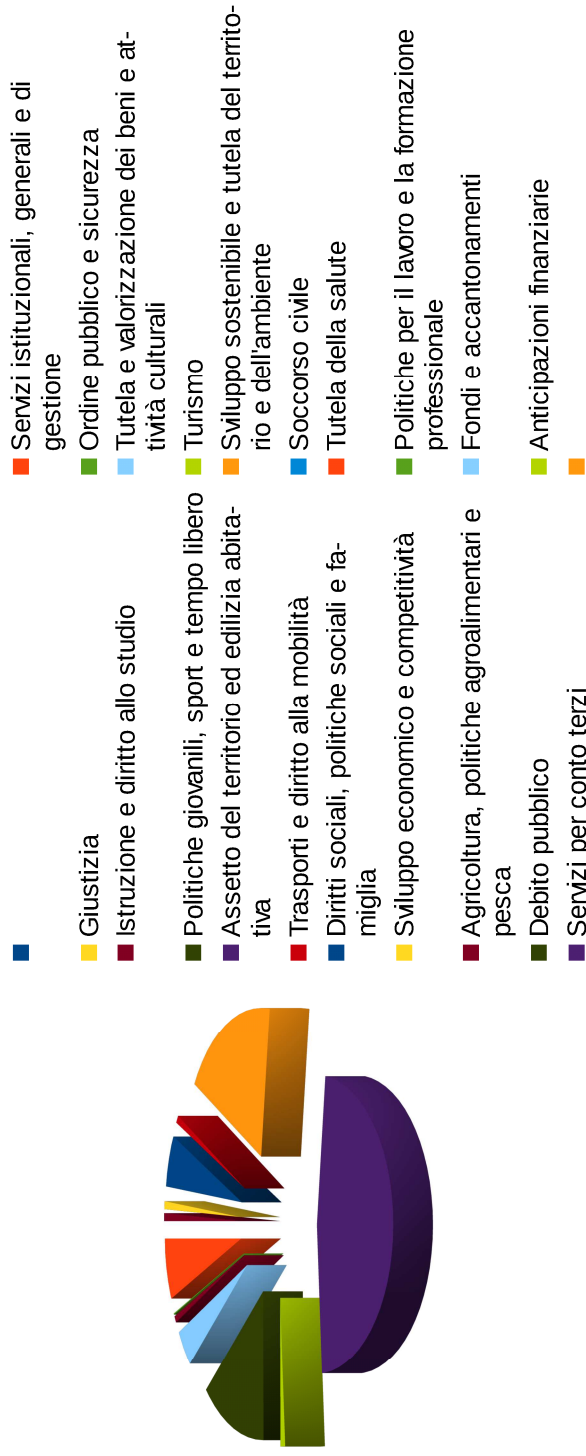 Giustizia
Istruzione e diritto allo studio
Politiche giovanili, sport e tempo libero
Assetto del territorio ed edilizia abita-
tiva
Trasporti e diritto alla mobilità
Diritti sociali, politiche sociali e fa-
miglia
Sviluppo economico e competitività
Agricoltura, politiche agroalimentari e
pesca
Debito pubblico
Servizi per conto terzi
Servizi istituzionali, generali e di
gestione
Ordine pubblico e sicurezza
Tutela e valorizzazione dei beni e at-
tività culturali
Turismo
Sviluppo sostenibile e tutela del territo-
rio e dell'ambiente
Soccorso civile
Tutela della salute
Politiche per il lavoro e la formazione
professionale
Fondi e accantonamenti
Anticipazioni finanziarie